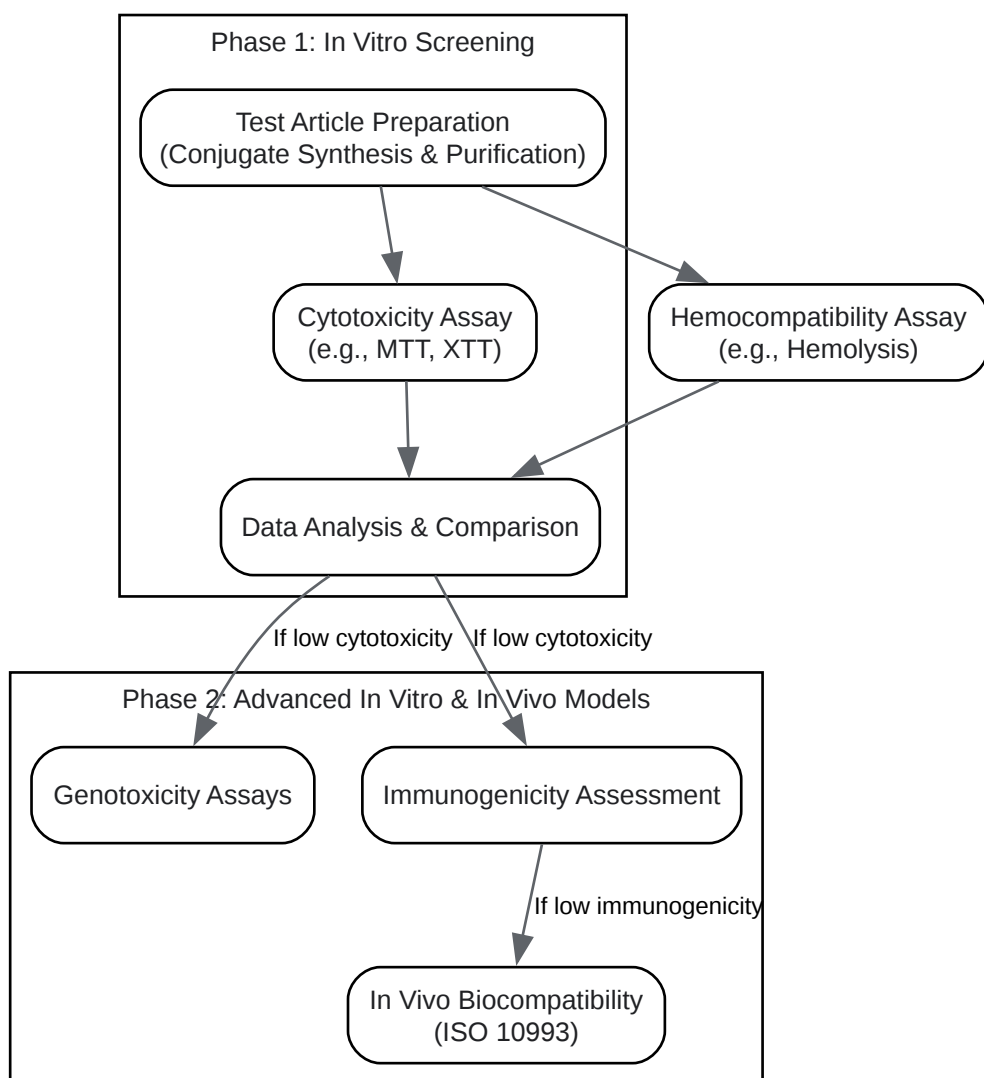 Phase 1: In Vitro Screening
Test Article Preparation
(Conjugate Synthesis & Purification)
Cytotoxicity Assay
(e.g., MTT, XTT)
Hemocompatibility Assay
(e.g., Hemolysis)
Data Analysis & Comparison
If low cytotoxicity
If low cytotoxicity
Phase 2: Advanced In Vitro & In Vivo Models
Genotoxicity Assays
Immunogenicity Assessment
If low immunogenicity
In Vivo Biocompatibility
(ISO 10993)